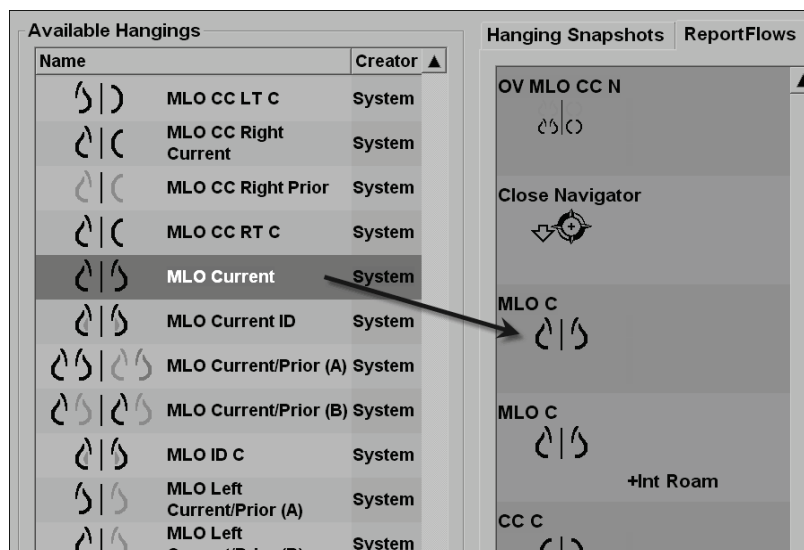 Available Hangings
Hanging Snapshots ReportFlows
Name Creator
MLO CC LT C System
MLO CC Right
Current System
MLO CC Right Prior System
MLO CC RT C System
MLO Current System
MLO Current ID System
MLO Current/Prior (A) System
MLO Current/Prior (B) System
MLO ID C System
MLO Left
Current/Prior (A) System
MLO Left
System
OV MLO CC N
Close Navigator
MLO C
MLO C
+Int Roam
CC C